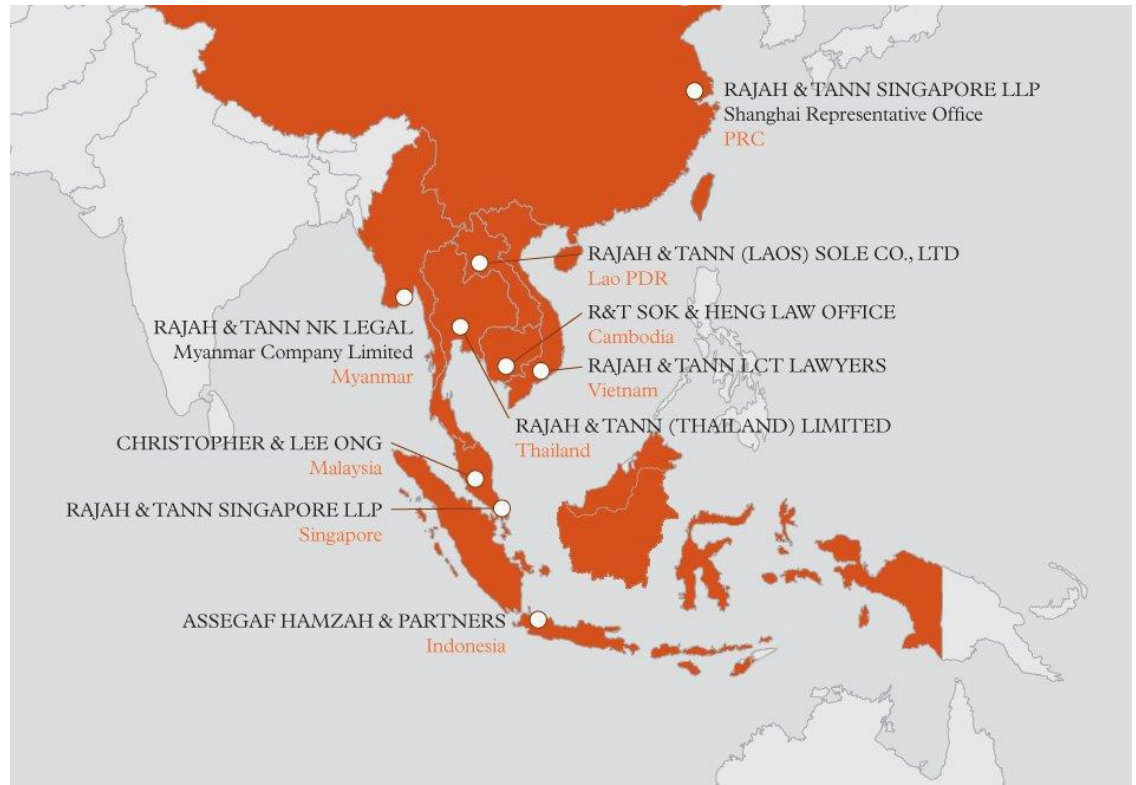 RAJAH & TANN SINGAPORE LLP
Shanghai Representative Office
PRC
RAJAH & TANN (LAOS) SOLE CO., LTD
Lao PDR
R&T SOK & HENG LAW OFFICE
Cambodia
RAJAH & TANN NK LEGAL
Myanmar Company Limited
Myanmar
RAJAH & TANN LCT LAWYERS
Vietnam
RAJAH & TANN (THAILAND) LIMITED
Thailand
CHRISTOPHER & LEE ONG
Malaysia
RAJAH & TANN SINGAPORE LLP
Singapore
ASSEGAF HAMZAH & PARTNERS
Indonesia